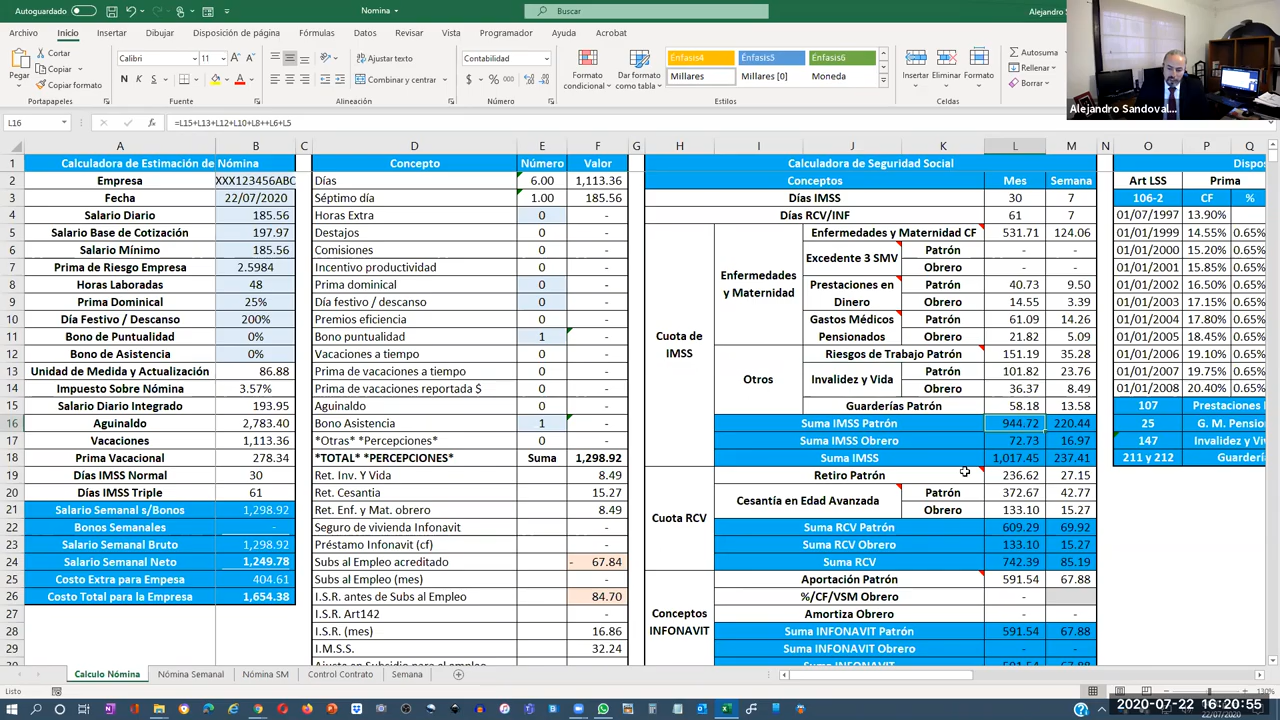 Autoguardado
Nomina
Buscar
Alejandro S
Archivo Inicio Insertar Dibujar Disposición de página Fórmulas Datos Revisar Vista Programador Ayuda Acrobat
Pegar
Cortar
Copiar
Copiar formato
Portapapeles
Calibri 11
N K S
Fuente
Ajustar texto
Combinar y centrar
Alineación
Contabilidad
$ % 000
Número
Formato condicional
Dar formato como tabla
Énfasis4 Énfasis5 Énfasis6
Millares Millares [0] Moneda
Estilos
Insertar Eliminar Formato
Celdas
Autosuma
Rellenar
Borrar
Alejandro Sandoval...
L16 fx =L15+L13+L12+L10+L8++L6+L5
A B C D E F G H I J K L M N O P Q
1 Calculadora de Estimación de Nómina Concepto Número Valor Calculadora de Seguridad Social Dispo
2 Empresa XXX123456ABC Días 6.00 1,113.36 Conceptos Mes Semana Art LSS Prima
3 Fecha 22/07/2020 Séptimo día 1.00 185.56 Días IMSS 30 7 106-2 CF %
4 Salario Diario 185.56 Horas Extra 0 - Días RCV/INF 61 7 01/07/1997 13.90%
5 Salario Base de Cotización 197.97 Destajos 0 - Enfermedades y Maternidad CF 531.71 124.06 01/01/1999 14.55% 0.65%
6 Salario Mínimo 185.56 Comisiones 0 - Excedente 3 SMV Patrón - - 01/01/2000 15.20% 0.65%
7 Prima de Riesgo Empresa 2.5984 Incentivo productividad 0 - Obrero - - 01/01/2001 15.85% 0.65%
8 Horas Laboradas 48 Prima dominical 0 - Enfermedades y Maternidad Prestaciones en Dinero Patrón 40.73 9.50 01/01/2002 16.50% 0.65%
9 Prima Dominical 25% Día festivo / descanso 0 - Obrero 14.55 3.39 01/01/2003 17.15% 0.65%
10 Día Festivo / Descanso 200% Premios eficiencia 0 - Gastos Médicos Pensionados Patrón 61.09 14.26 01/01/2004 17.80% 0.65%
11 Bono de Puntualidad 0% Bono puntualidad 1 - Cuota de IMSS Obrero 21.82 5.09 01/01/2005 18.45% 0.65%
12 Bono de Asistencia 0% Vacaciones a tiempo 0 - Riesgos de Trabajo Patrón 151.19 35.28 01/01/2006 19.10% 0.65%
13 Unidad de Medida y Actualización 86.88 Prima de vacaciones a tiempo 0 - Otros Invalidez y Vida Patrón 101.82 23.76 01/01/2007 19.75% 0.65%
14 Impuesto Sobre Nómina 3.57% Prima de vacaciones reportada $ 0 - Obrero 36.37 8.49 01/01/2008 20.40% 0.65%
15 Salario Diario Integrado 193.95 Aguinaldo 0 - Guarderías Patrón 58.18 13.58 107 Prestaciones
16 Aguinaldo 2,783.40 Bono Asistencia 1 - Suma IMSS Patrón 944.72 220.44 25 G. M. Pension
17 Vacaciones 1,113.36 *Otras* *Percepciones* 0 - Suma IMSS Obrero 72.73 16.97 147 Invalidez y Vi
18 Prima Vacacional 278.34 *TOTAL* *PERCEPCIONES* Suma 1,298.92 Suma IMSS 1,017.45 237.41 211 y 212 Guardería
19 Días IMSS Normal 30 Ret. Inv. Y Vida 8.49 Retiro Patrón 236.62 27.15
20 Días IMSS Triple 61 Ret. Cesantia 15.27 Cesantía en Edad Avanzada Patrón 372.67 42.77
21 Salario Semanal s/Bonos 1,298.92 Ret. Enf. y Mat. obrero 8.49 Cuota RCV Obrero 133.10 15.27
22 Bonos Semanales - Seguro de vivienda Infonavit - Suma RCV Patrón 609.29 69.92
23 Salario Semanal Bruto 1,298.92 Préstamo Infonavit (cf) - Suma RCV Obrero 133.10 15.27
24 Salario Semanal Neto 1,249.78 Subs al Empleo acreditado - 67.84 Suma RCV 742.39 85.19
25 Costo Extra para Empesa 404.61 Subs al Empleo (mes) - Aportación Patrón 591.54 67.88
26 Costo Total para la Empresa 1,654.38 I.S.R. antes de Subs al Empleo 84.70 Conceptos INFONAVIT %/CF/VSM Obrero -
27 I.S.R. Art142 - Amortiza Obrero - -
28 I.S.R. (mes) 16.86 Suma INFONAVIT Patrón 591.54 67.88
29 I.M.S.S. 32.24 Suma INFONAVIT Obrero - -
Ajuste en Subsidio para el empleo Suma INFONAVIT 591.54 67.88
Calculo Nómina Nómina Semanal Nómina SM Control Contrato Semana
Listo
130%
2020-07-22 16:20:55
22/07/2020